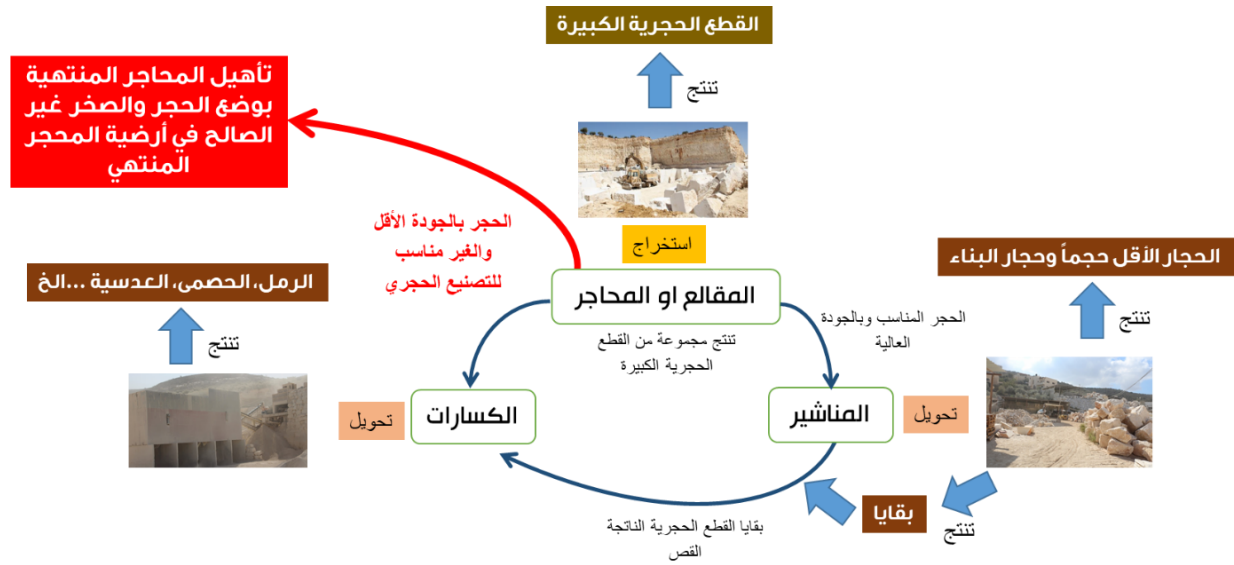 القطع الحجرية الكبيرة
تنتج
تأهيل المحاجر المنتهية
بوضع الحجر والصخر غير
الصالح في أرضية المحجر
المنتهي
الحجر بالجودة الأقل
والغير مناسب
للتصنيع الحجري
استخراج
الحجار الأقل حجماً وحجار البناء
تنتج
الرمل، الحصمى، العدسية ...الخ
تنتج
المقالع او المحاجر
تنتج مجموعة من القطع
الحجرية الكبيرة
الحجر المناسب وبالجودة
العالية
المناشير
تحويل
الكسارات
تحويل
بقايا
تنتج
بقايا القطع الحجرية الناتجة
القص